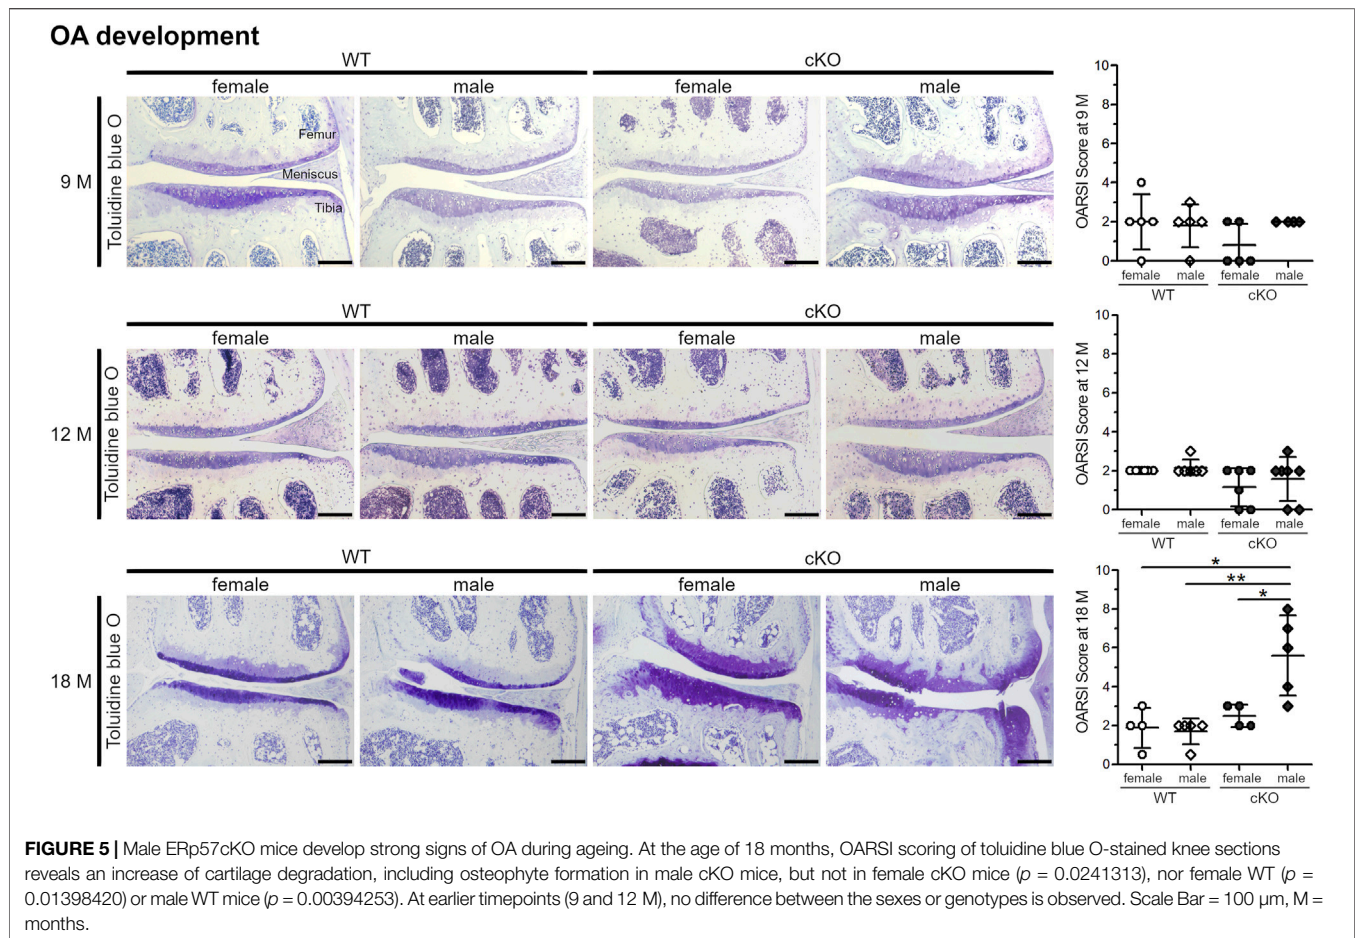 OA development
WT
cKO
female
male
female
male
9 M
Toluidine blue O
Femur
Meniscus
Tibia
OARSI Score at 9 M
10
8
6
4
2
0
female
male
female
male
WT
cKO
WT
cKO
female
male
female
male
12 M
Toluidine blue O
OARSI Score at 12 M
10
8
6
4
2
0
female
male
female
male
WT
cKO
WT
cKO
female
male
female
male
18 M
Toluidine blue O
OARSI Score at 18 M
10
8
6
4
2
0
*
**
*
female
male
female
male
WT
cKO
FIGURE 5 | Male ERp57cKO mice develop strong signs of OA during ageing. At the age of 18 months, OARSI scoring of toluidine blue O-stained knee sections
reveals an increase of cartilage degradation, including osteophyte formation in male cKO mice, but not in female cKO mice (p = 0.0241313), nor female WT (p =
0.01398420) or male WT mice (p = 0.00394253). At earlier timepoints (9 and 12 M), no difference between the sexes or genotypes is observed. Scale Bar = 100 μm, M =
months.